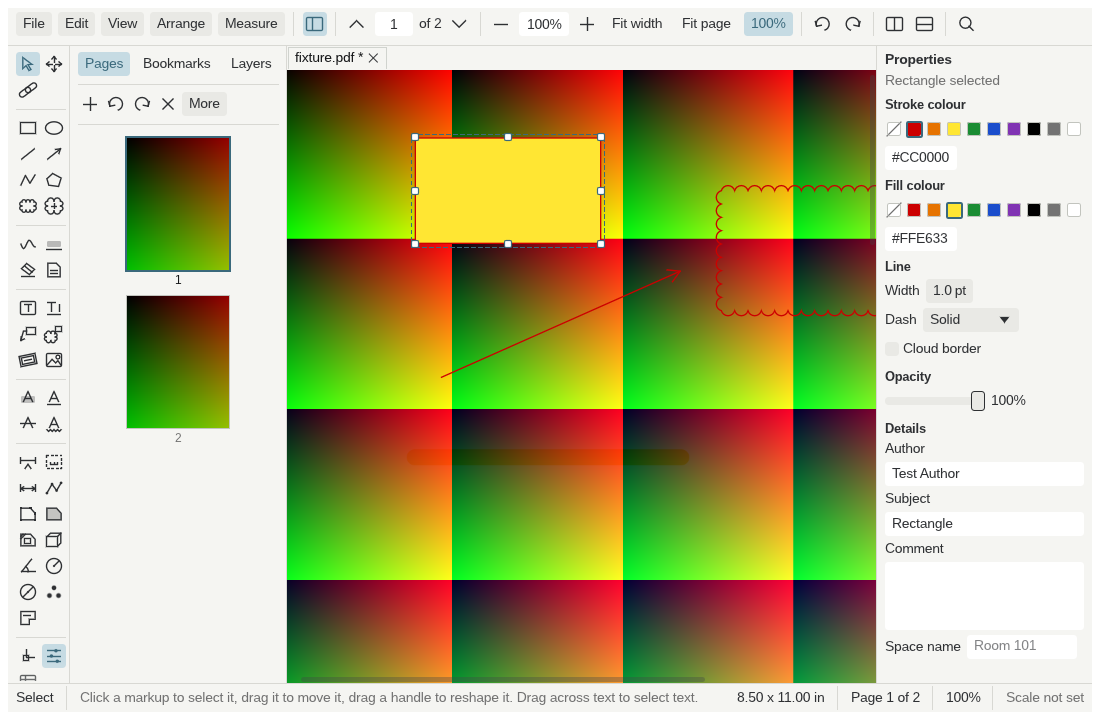 File Edit View Arrange Measure 1 of 2 100% Fit width Fit page 100%
Pages Bookmarks Layers
More
1
2
fixture.pdf *
Properties
Rectangle selected
Stroke colour
#CC0000
Fill colour
#FFE633
Line
Width 1.0 pt
Dash Solid
Cloud border
Opacity
100%
Details
Author
Test Author
Subject
Rectangle
Comment
Space name Room 101
Select Click a markup to select it, drag it to move it, drag a handle to reshape it. Drag across text to select text. 8.50 x 11.00 in Page 1 of 2 100% Scale not set